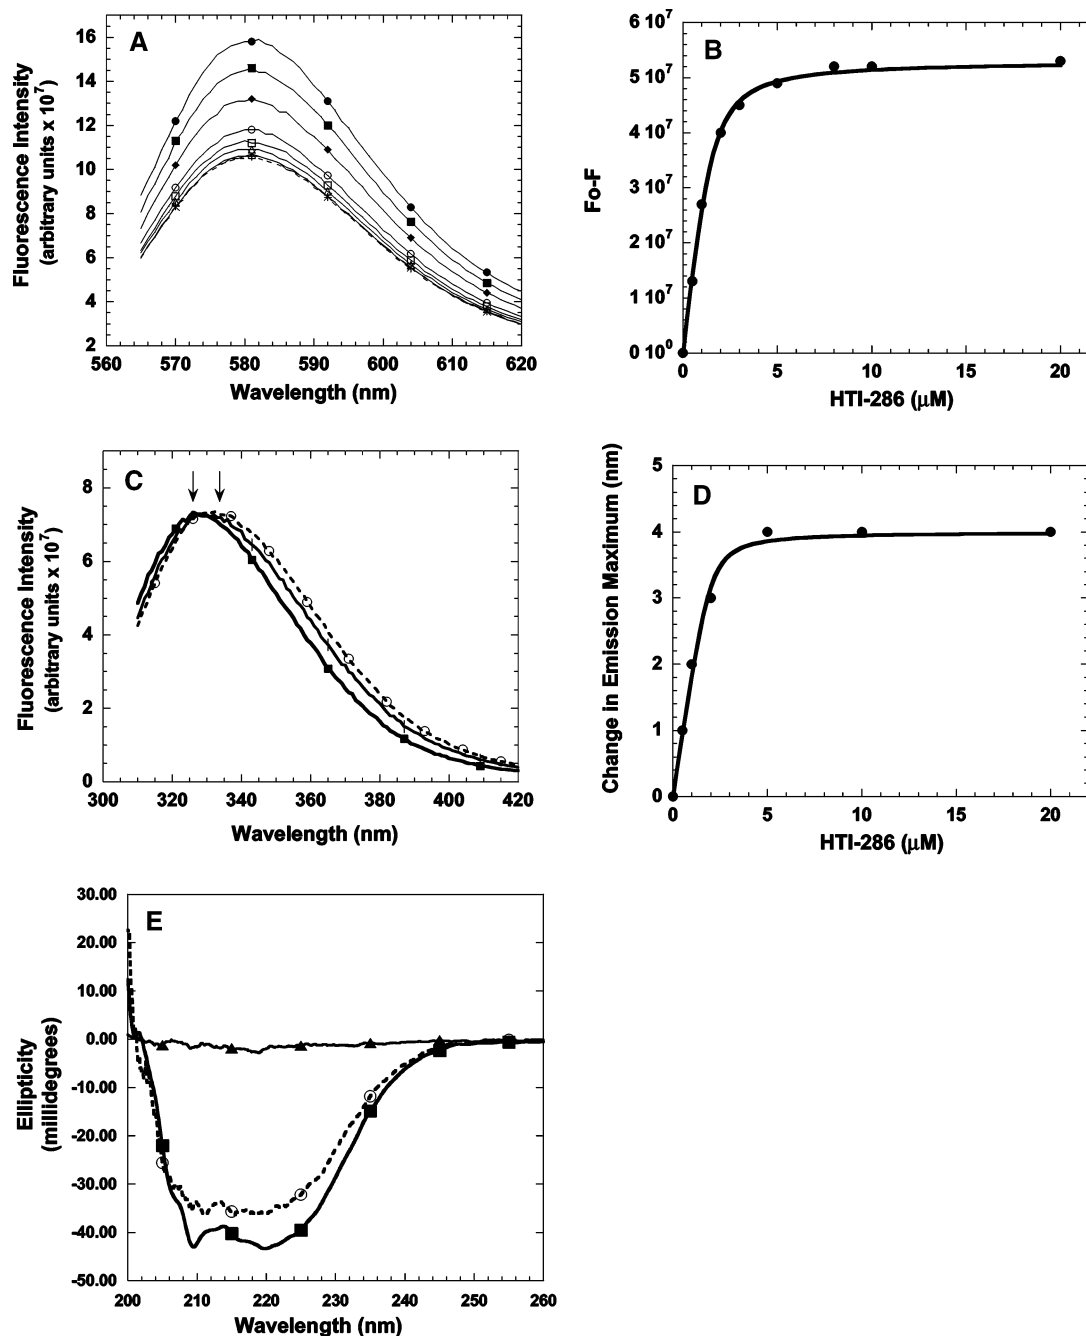 A
16
14
12
10
8
6
4
2
560 570 580 590 600 610 620
Fluorescence Intensity
(arbitrary units x 10⁷)
Wavelength (nm)
B
6 10⁷
5 10⁷
4 10⁷
3 10⁷
2 10⁷
1 10⁷
0 10⁰
0 5 10 15 20
Fo-F
HTI-286 (μM)
C
8
6
4
2
0
300 320 340 360 380 400 420
Fluorescence Intensity
(arbitrary units x 10⁷)
Wavelength (nm)
D
5
4
3
2
1
0
0 5 10 15 20
Change in Emission Maximum (nm)
HTI-286 (μM)
E
30.00
20.00
10.00
0.00
-10.00
-20.00
-30.00
-40.00
-50.00
200 210 220 230 240 250 260
Ellipticity
(millidegrees)
Wavelength (nm)